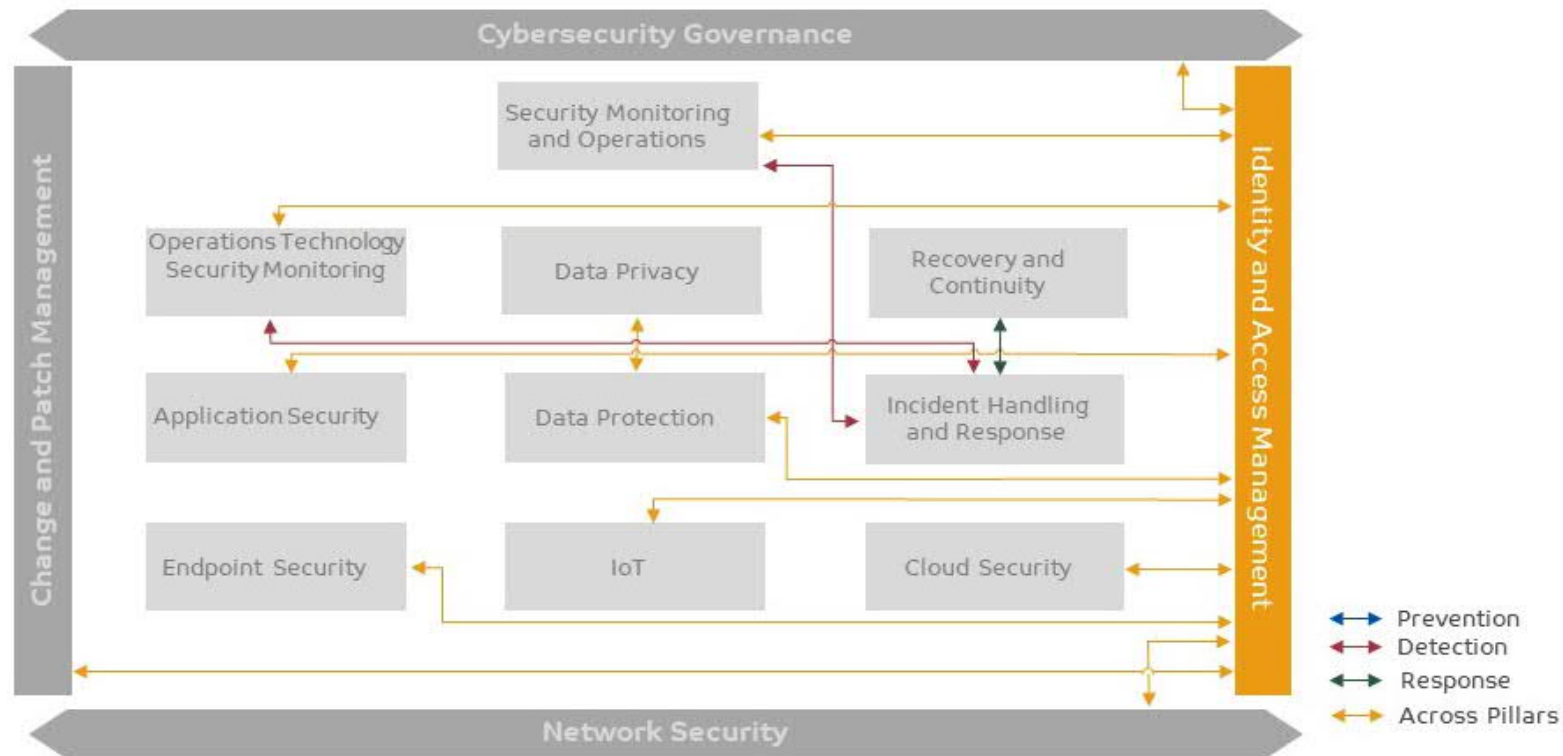 Cybersecurity Governance
Change and Patch Management
Security Monitoring
and Operations
Identity and Access Management
Operations Technology
Security Monitoring
Data Privacy
Recovery and
Continuity
Application Security
Data Protection
Incident Handling
and Response
Endpoint Security
IoT
Cloud Security
Prevention
Detection
Response
Across Pillars
Network Security